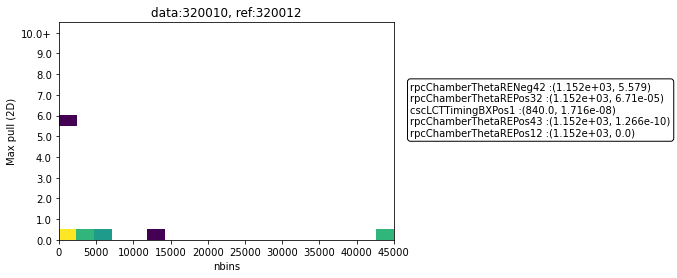 data:320010, ref:320012
Max pull (2D)
10.0+
9.0
8.0
7.0
6.0
5.0
4.0
3.0
2.0
1.0
0.0
0 5000 10000 15000 20000 25000 30000 35000 40000 45000
nbins
rpcChamberThetaRENeg42 :(1.152e+03, 5.579)
rpcChamberThetaREPos32 :(1.152e+03, 6.71e-05)
cscLCTTimingBXPos1 :(840.0, 1.716e-08)
rpcChamberThetaREPos43 :(1.152e+03, 1.266e-10)
rpcChamberThetaREPos12 :(1.152e+03, 0.0)